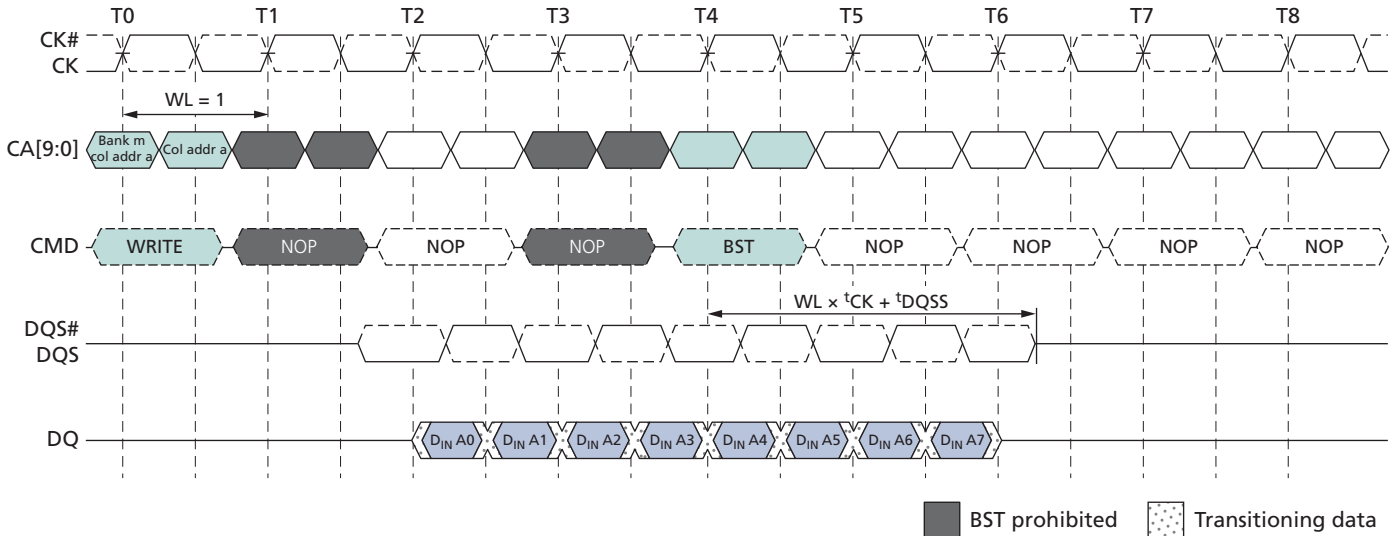 T0 T1 T2 T3 T4 T5 T6 T7 T8
CK#
CK
WL = 1
CA[9:0]
Bank m
col addr a
Col addr a
CMD WRITE NOP NOP NOP BST NOP NOP NOP NOP
WL × tCK + tDQSS
DQS#
DQS
DQ DIN A0 DIN A1 DIN A2 DIN A3 DIN A4 DIN A5 DIN A6 DIN A7
BST prohibited Transitioning data